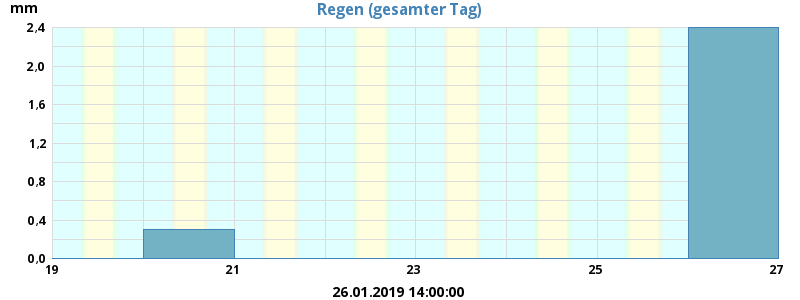 mm
Regen (gesamter Tag)
2,4
2,0
1,6
1,2
0,8
0,4
0,0
19 21 23 25 27
26.01.2019 14:00:00